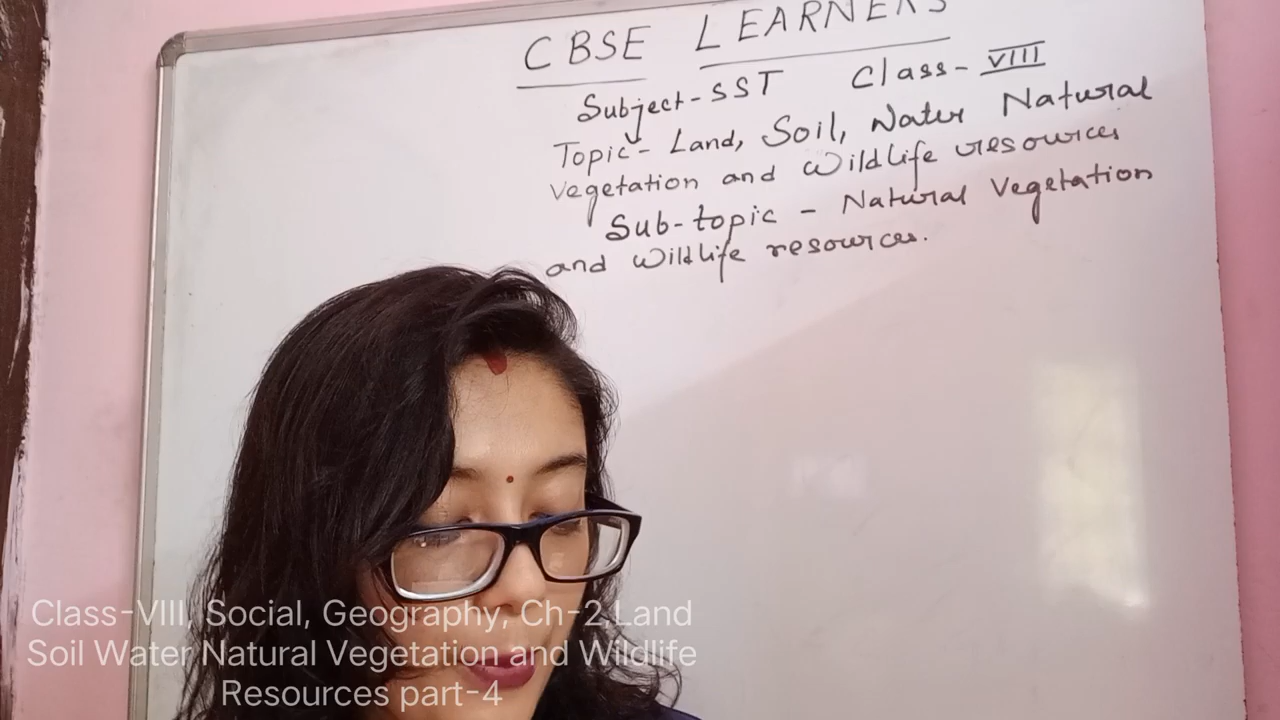 CBSE LEARNERS
Subject - SST Class - VIII
Topic - Land, Soil, Water Natural
vegetation and wildlife resources
Sub-topic - Natural Vegetation
and wildlife resources.
Class-VIII, Social, Geography, Ch-2,Land
Soil Water Natural Vegetation and Wildlife
Resources part-4